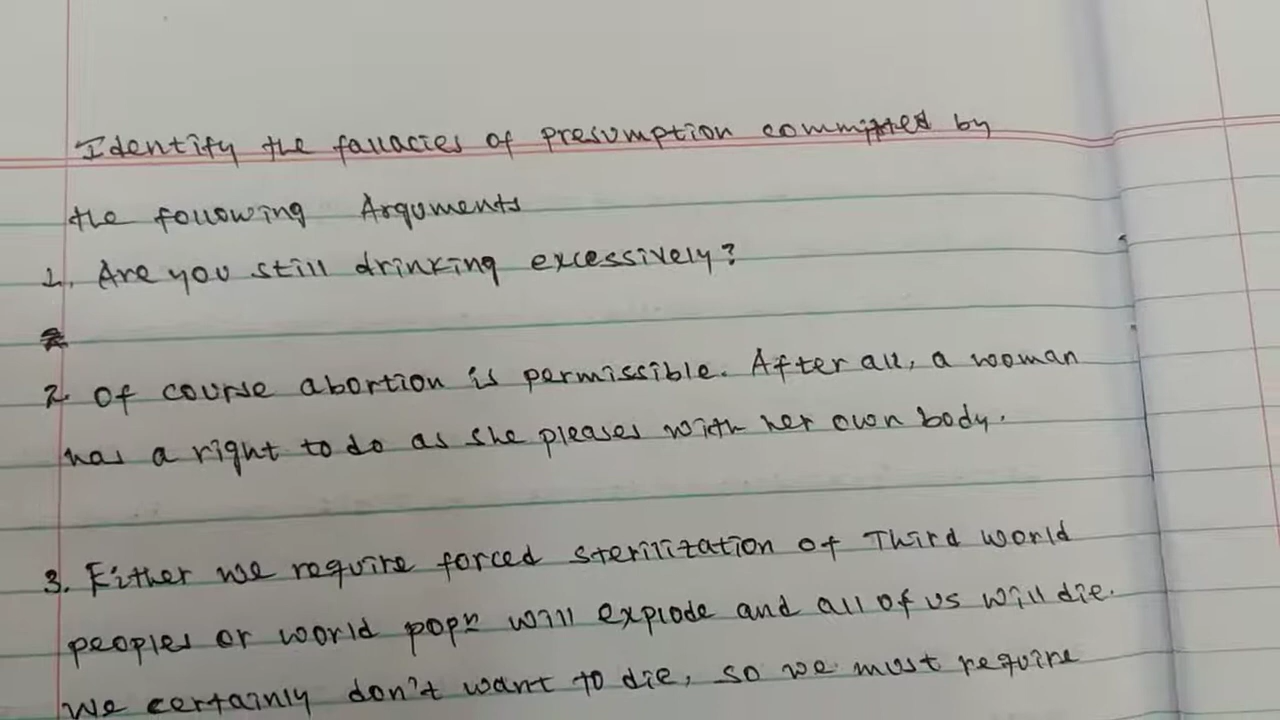 Identify the fallacies of presumption committed by
the following Arguments
1. Are you still drinking excessively?
2. Of course abortion is permissible. After all, a woman
has a right to do as she pleases with her own body.
3. Either we require forced sterilization of Third World
peoples or world popn will explode and all of us will die.
We certainly don't want to die, so we must require